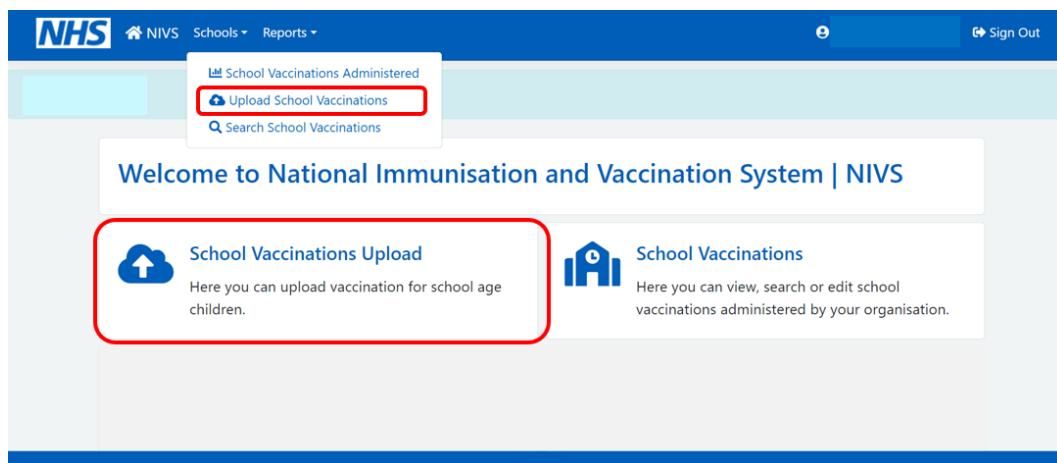 NHS NIVS Schools Reports Sign Out
School Vaccinations Administered
Upload School Vaccinations
Search School Vaccinations
Welcome to National Immunisation and Vaccination System | NIVS
School Vaccinations Upload
Here you can upload vaccination for school age
children.
School Vaccinations
Here you can view, search or edit school
vaccinations administered by your organisation.